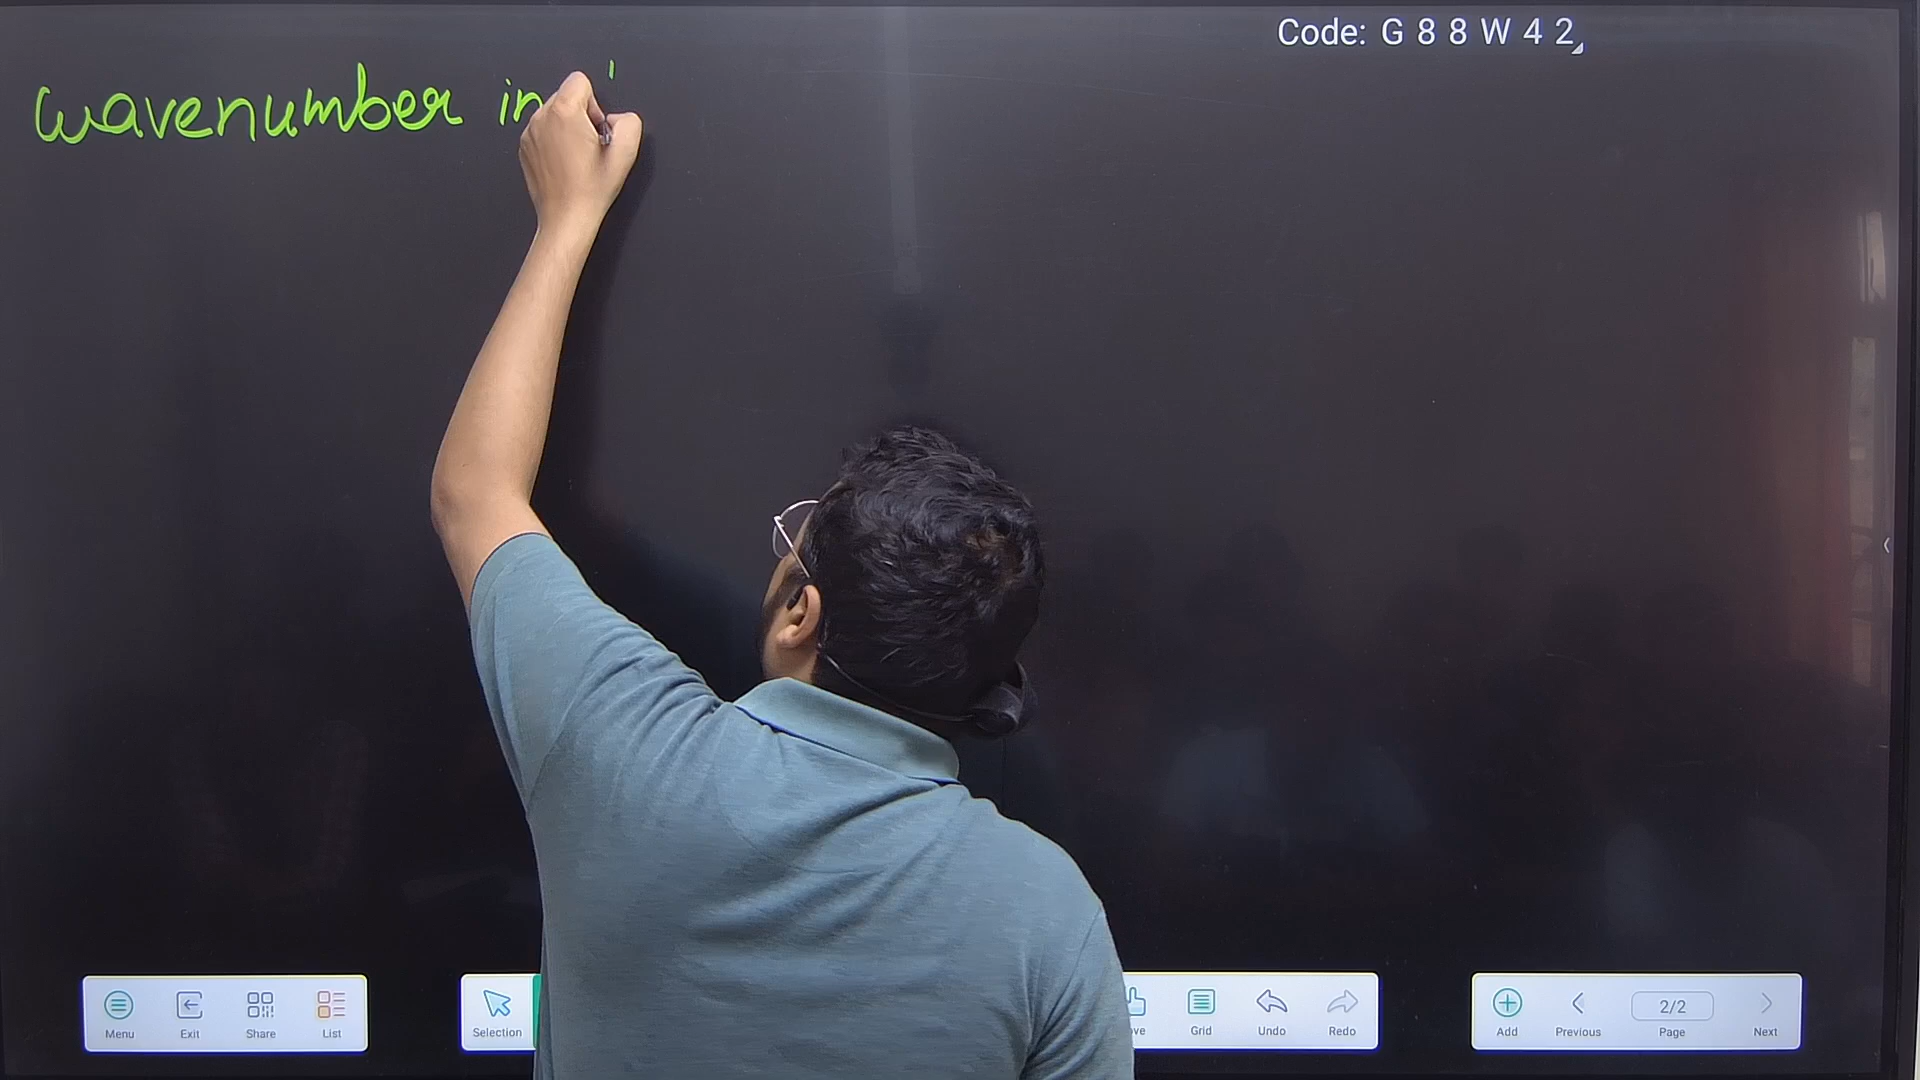 Code: G 8 8 W 4 2
wavenumber in
Menu Exit Share List Selection Grid Undo Redo Add Previous 2/2 Page Next